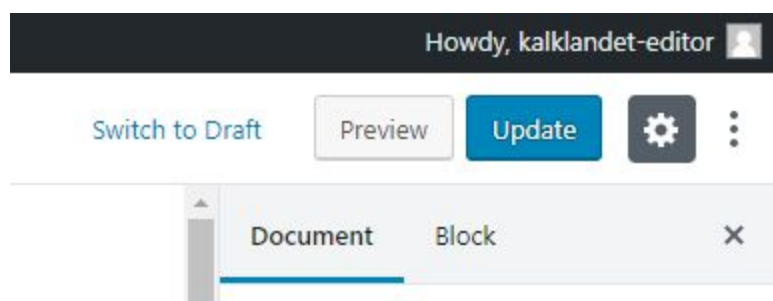 Howdy, kalklandet-editor
Switch to Draft Preview Update
Document Block